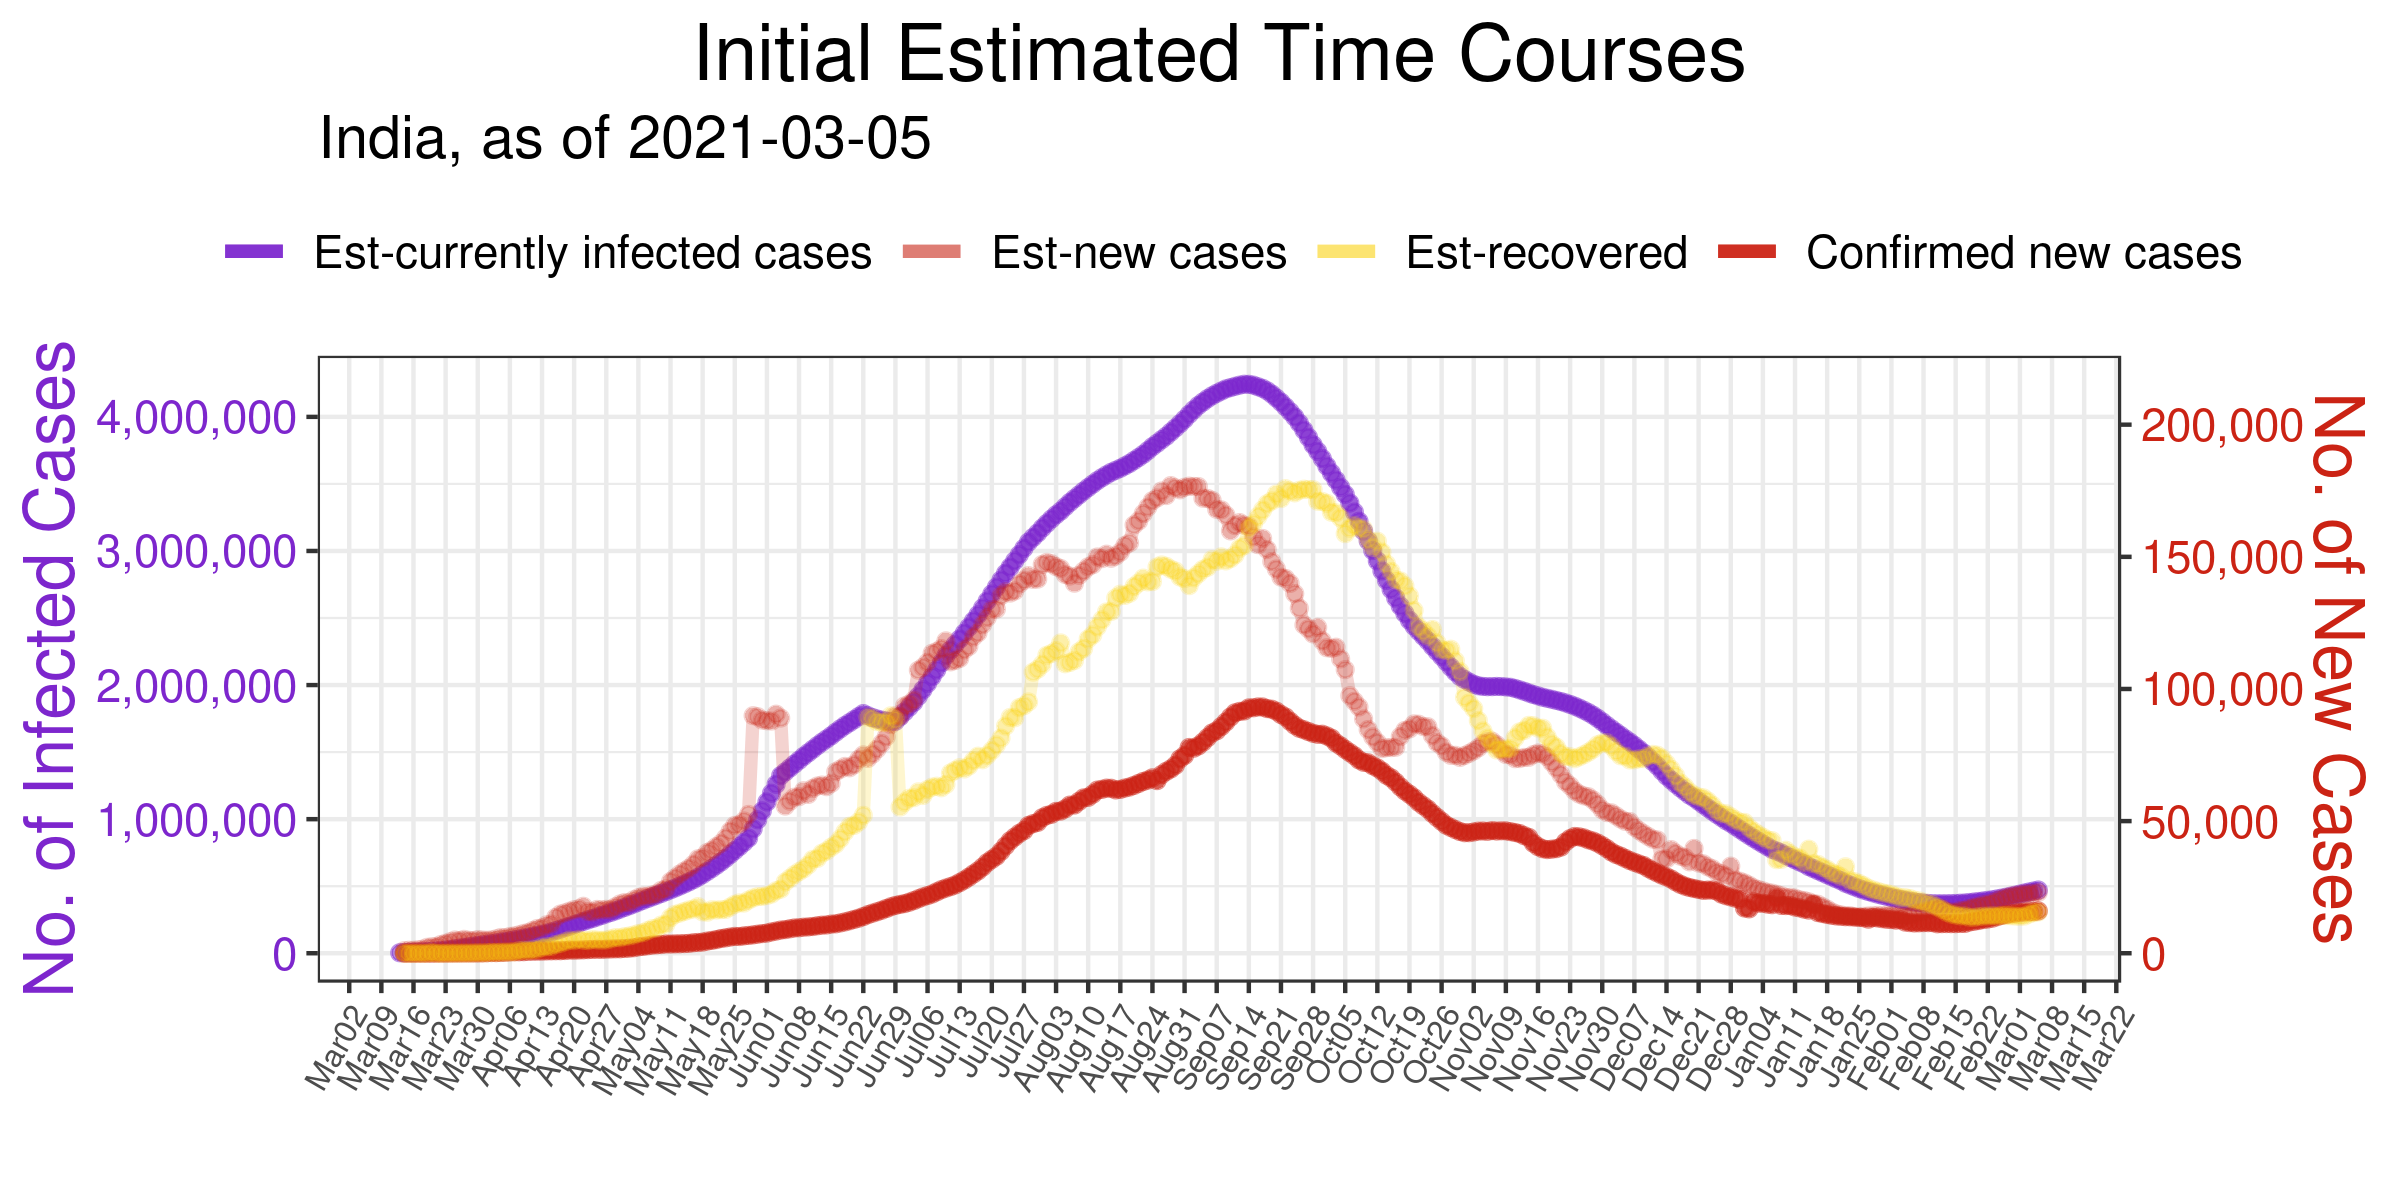 Initial Estimated Time Courses
India, as of 2021-03-05
Est-currently infected cases Est-new cases Est-recovered Confirmed new cases
No. of Infected Cases
4,000,000
3,000,000
2,000,000
1,000,000
0
200,000
150,000
100,000
50,000
0
No. of New Cases
Mar02
Mar09
Mar16
Mar23
Mar30
Apr06
Apr13
Apr20
Apr27
May04
May11
May18
May25
Jun01
Jun08
Jun15
Jun22
Jun29
Jul06
Jul13
Jul20
Jul27
Aug03
Aug10
Aug17
Aug24
Aug31
Sep07
Sep14
Sep21
Sep28
Oct05
Oct12
Oct19
Oct26
Nov02
Nov09
Nov16
Nov23
Nov30
Dec07
Dec14
Dec21
Dec28
Dec04
Jan11
Jan18
Jan25
Feb01
Feb08
Feb15
Feb22
Mar01
Mar08
Mar15
Mar22